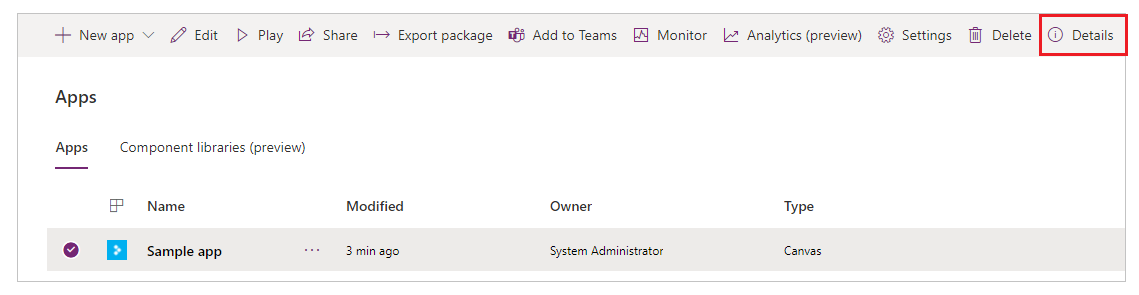 New app Edit Play Share Export package Add to Teams Monitor Analytics (preview) Settings Delete Details
Apps
Apps Component libraries (preview)
Name Modified Owner Type
Sample app ··· 3 min ago System Administrator Canvas